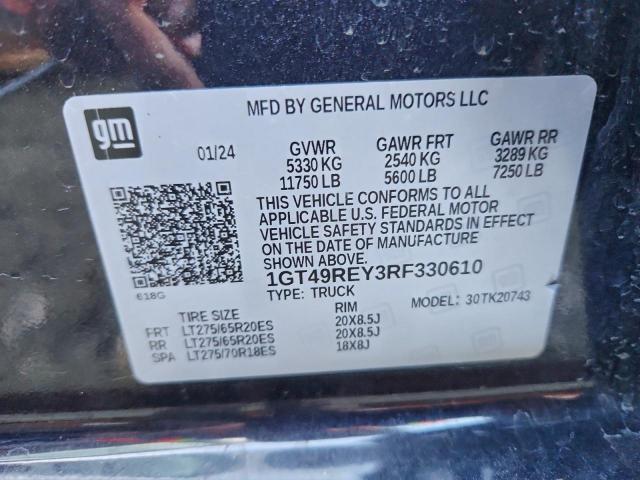 MFD BY GENERAL MOTORS LLC
gm
01/24 GVWR GAWR FRT GAWR RR
5330 KG 2540 KG 3289 KG
11750 LB 5600 LB 7250 LB
THIS VEHICLE CONFORMS TO ALL
APPLICABLE U.S. FEDERAL MOTOR
VEHICLE SAFETY STANDARDS IN EFFECT
ON THE DATE OF MANUFACTURE
SHOWN ABOVE.
1GT49REY3RF330610
618G
TYPE: TRUCK MODEL: 30TK20743
TIRE SIZE RIM
FRT LT275/65R20ES 20X8.5J
RR LT275/65R20ES 20X8.5J
SPA LT275/70R18ES 18X8J